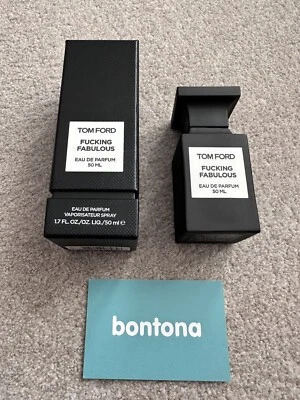 TOM FORD
FUCKING
FABULOUS
EAU DE PARFUM
50 ML
EAU DE PARFUM
VAPORISATEUR SPRAY
1.7 FL.OZ./OZ.LIQ./50 ml ℮
TOM FORD
FUCKING
FABULOUS
EAU DE PARFUM
50 ML
bontona